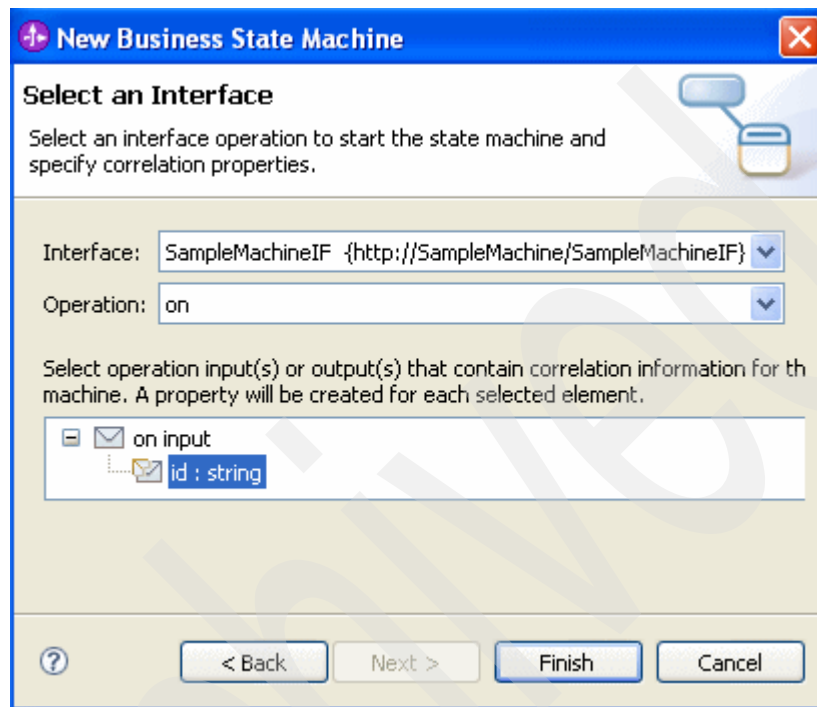 New Business State Machine
Select an Interface
Select an interface operation to start the state machine and
specify correlation properties.
Interface: SampleMachineIF {http://SampleMachine/SampleMachineIF}
Operation: on
Select operation input(s) or output(s) that contain correlation information for th
machine. A property will be created for each selected element.
on input
id : string
? < Back Next > Finish Cancel